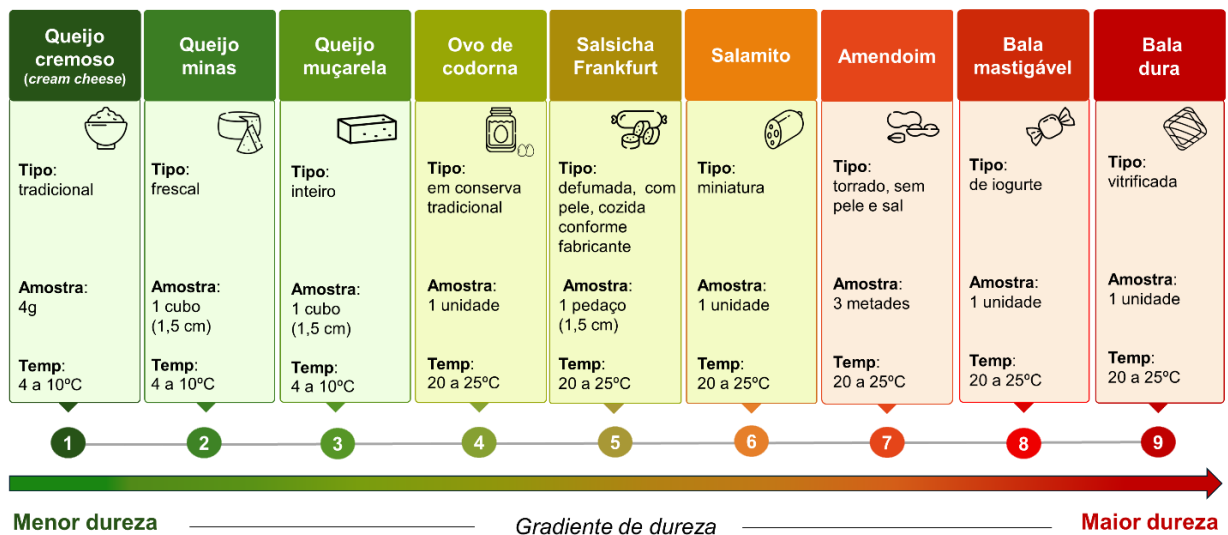 Queijo
cremoso
(cream cheese)
Tipo:
tradicional
Amostra:
4g
Temp:
4 a 10ºC
1
Queijo
minas
Tipo:
frescal
Amostra:
1 cubo
(1,5 cm)
Temp:
4 a 10ºC
2
Queijo
muçarela
Tipo:
inteiro
Amostra:
1 cubo
(1,5 cm)
Temp:
4 a 10ºC
3
Ovo de
codorna
Tipo:
em conserva
tradicional
Amostra:
1 unidade
Temp:
20 a 25ºC
4
Salsicha
Frankfurt
Tipo:
defumada, com
pele, cozida
conforme
fabricante
Amostra:
1 pedaço
(1,5 cm)
Temp:
20 a 25ºC
5
Salamito
Tipo:
miniatura
Amostra:
1 unidade
Temp:
20 a 25ºC
6
Amendoim
Tipo:
torrado, sem
pele e sal
Amostra:
3 metades
Temp:
20 a 25ºC
7
Bala
mastigável
Tipo:
de iogurte
Amostra:
1 unidade
Temp:
20 a 25ºC
8
Bala
dura
Tipo:
vitrificada
Amostra:
1 unidade
Temp:
20 a 25ºC
9
Menor dureza
Gradiente de dureza
Maior dureza